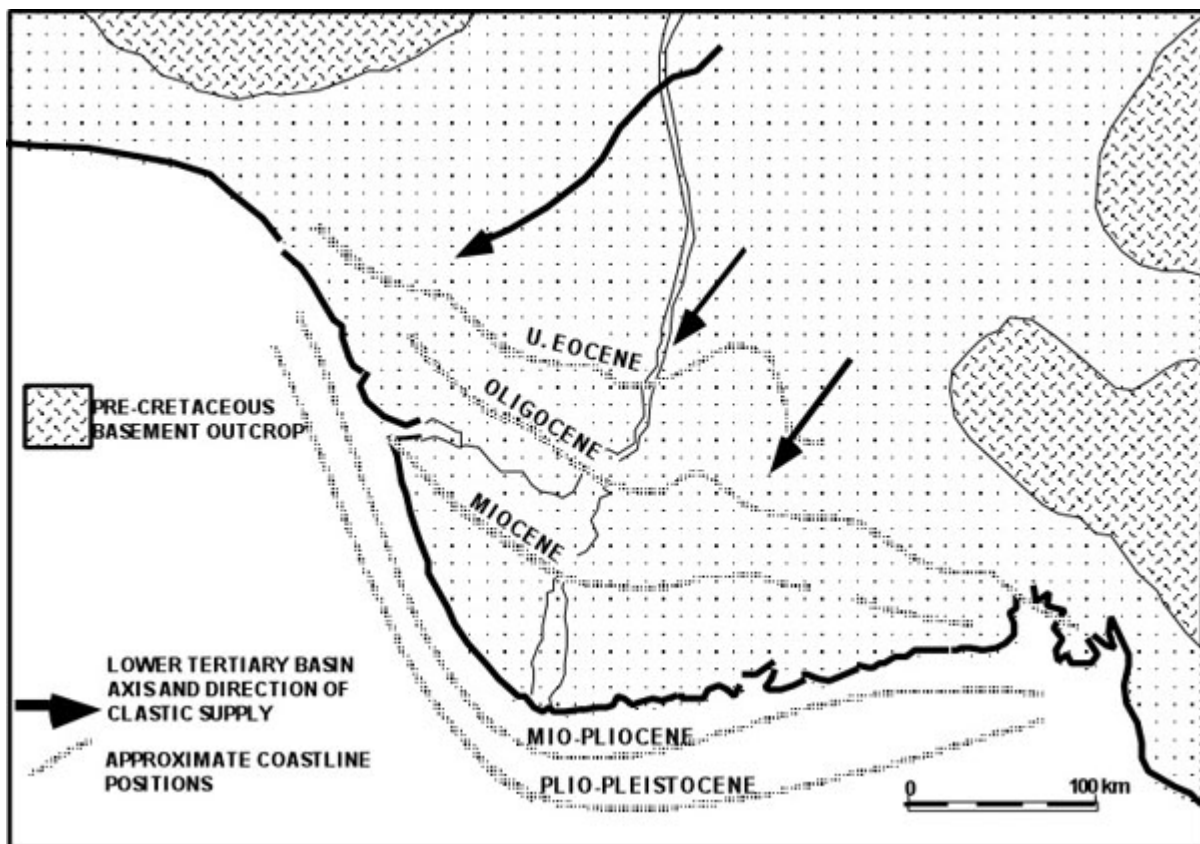 U. EOCENE
OLIGOCENE
PRE-CRETACEOUS
BASEMENT OUTCROP
MIOCENE
LOWER TERTIARY BASIN
AXIS AND DIRECTION OF
CLASTIC SUPPLY
MIO-PLIOCENE
APPROXIMATE COASTLINE
POSITIONS
PLIO-PLEISTOCENE
0 100 km